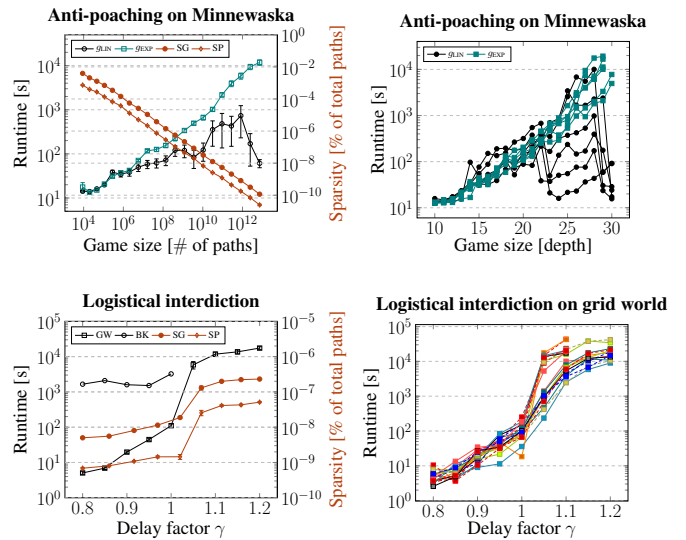 Anti-poaching on Minnewaska
g_LIN g_EXP SG SP
Runtime [s]
10^4
10^3
10^2
10^1
10^0
10^-2
10^-4
10^-6
10^-8
10^-10
Sparsity [% of total paths]
10^4 10^6 10^8 10^10 10^12
Game size [# of paths]
Anti-poaching on Minnewaska
g_LIN g_EXP
Runtime [s]
10^4
10^3
10^2
10^1
10 15 20 25 30
Game size [depth]
Logistical interdiction
GW BK SG SP
Runtime [s]
10^5
10^4
10^3
10^2
10^1
10^0
10^-5
10^-6
10^-7
10^-8
10^-9
10^-10
Sparsity [% of total paths]
0.8 0.9 1 1.1 1.2
Delay factor γ
Logistical interdiction on grid world
Runtime [s]
10^5
10^4
10^3
10^2
10^1
10^0
0.8 0.9 1.0 1.1 1.2
Delay factor γ